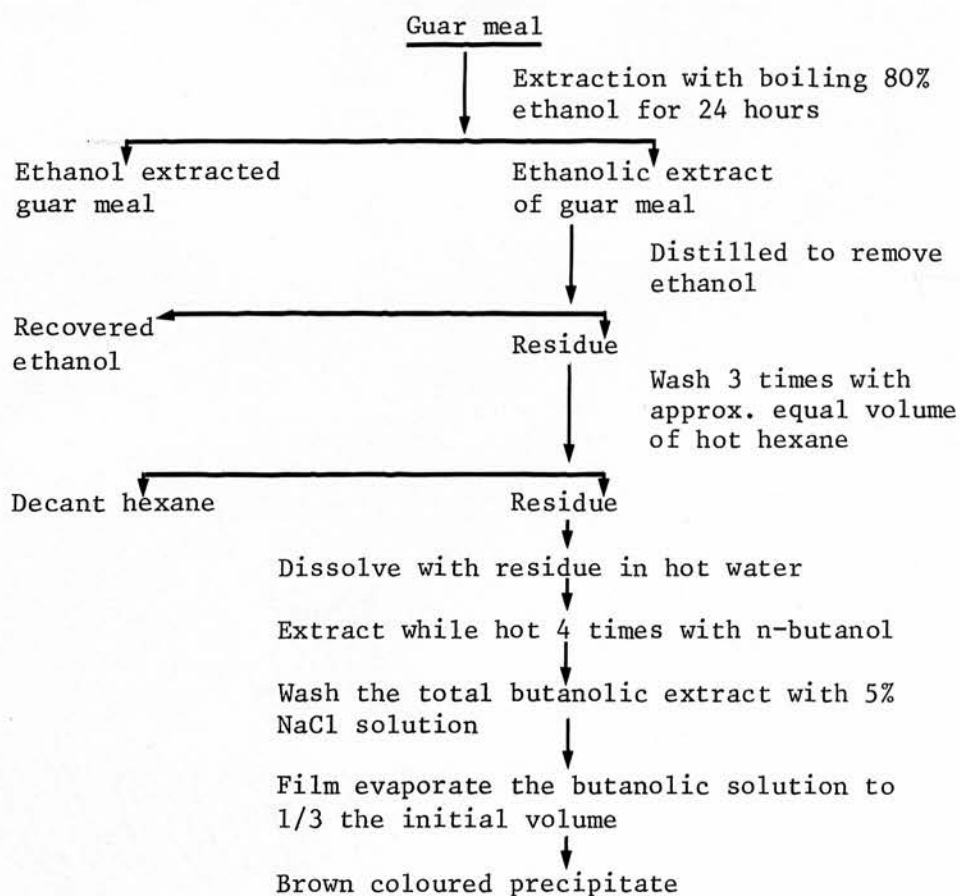 Guar meal
Extraction with boiling 80%
ethanol for 24 hours
Ethanol extracted
guar meal
Ethanolic extract
of guar meal
Distilled to remove
ethanol
Recovered
ethanol
Residue
Wash 3 times with
approx. equal volume
of hot hexane
Decant hexane
Residue
Dissolve with residue in hot water
Extract while hot 4 times with n-butanol
Wash the total butanolic extract with 5%
NaCl solution
Film evaporate the butanolic solution to
1/3 the initial volume
Brown coloured precipitate